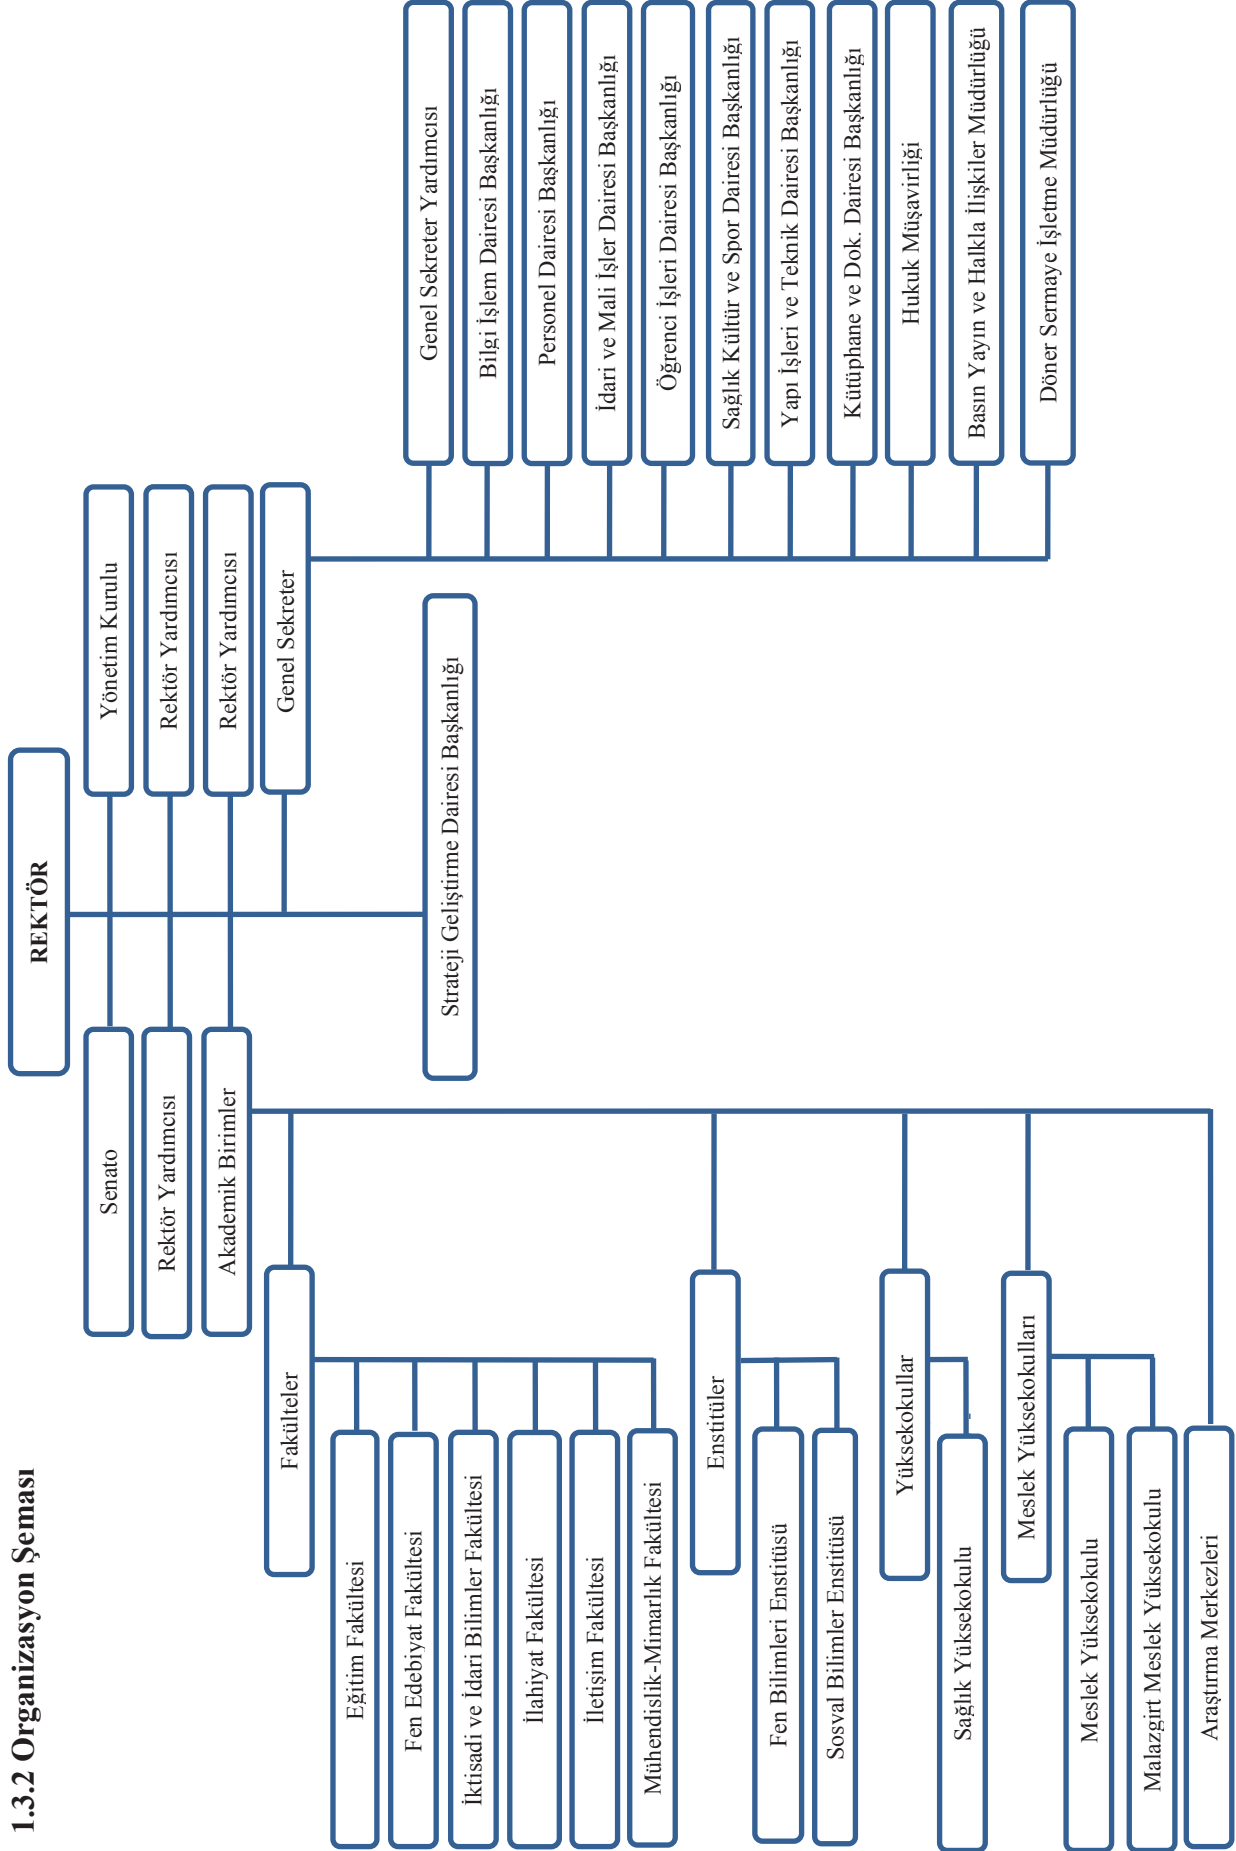 1.3.2 Organizasyon Şeması
REKTÖR
Senato
Yönetim Kurulu
Rektör Yardımcısı
Rektör Yardımcısı
Akademik Birimler
Rektör Yardımcısı
Genel Sekreter
Strateji Geliştirme Dairesi Başkanlığı
Genel Sekreter Yardımcısı
Bilgi İşlem Dairesi Başkanlığı
Personel Dairesi Başkanlığı
İdari ve Mali İşler Dairesi Başkanlığı
Öğrenci İşleri Dairesi Başkanlığı
Sağlık Kültür ve Spor Dairesi Başkanlığı
Yapı İşleri ve Teknik Dairesi Başkanlığı
Kütüphane ve Dok. Dairesi Başkanlığı
Hukuk Müşavirliği
Basın Yayın ve Halkla İlişkiler Müdürlüğü
Döner Sermaye İşletme Müdürlüğü
Fakülteler
Eğitim Fakültesi
Fen Edebiyat Fakültesi
İktisadi ve İdari Bilimler Fakültesi
İlahiyat Fakültesi
İletişim Fakültesi
Mühendislik-Mimarlık Fakültesi
Enstitüler
Fen Bilimleri Enstitüsü
Sosyal Bilimler Enstitüsü
Yüksekokullar
Sağlık Yüksekokulu
Meslek Yüksekokulları
Meslek Yüksekokulu
Malazgirt Meslek Yüksekokulu
Araştırma Merkezleri